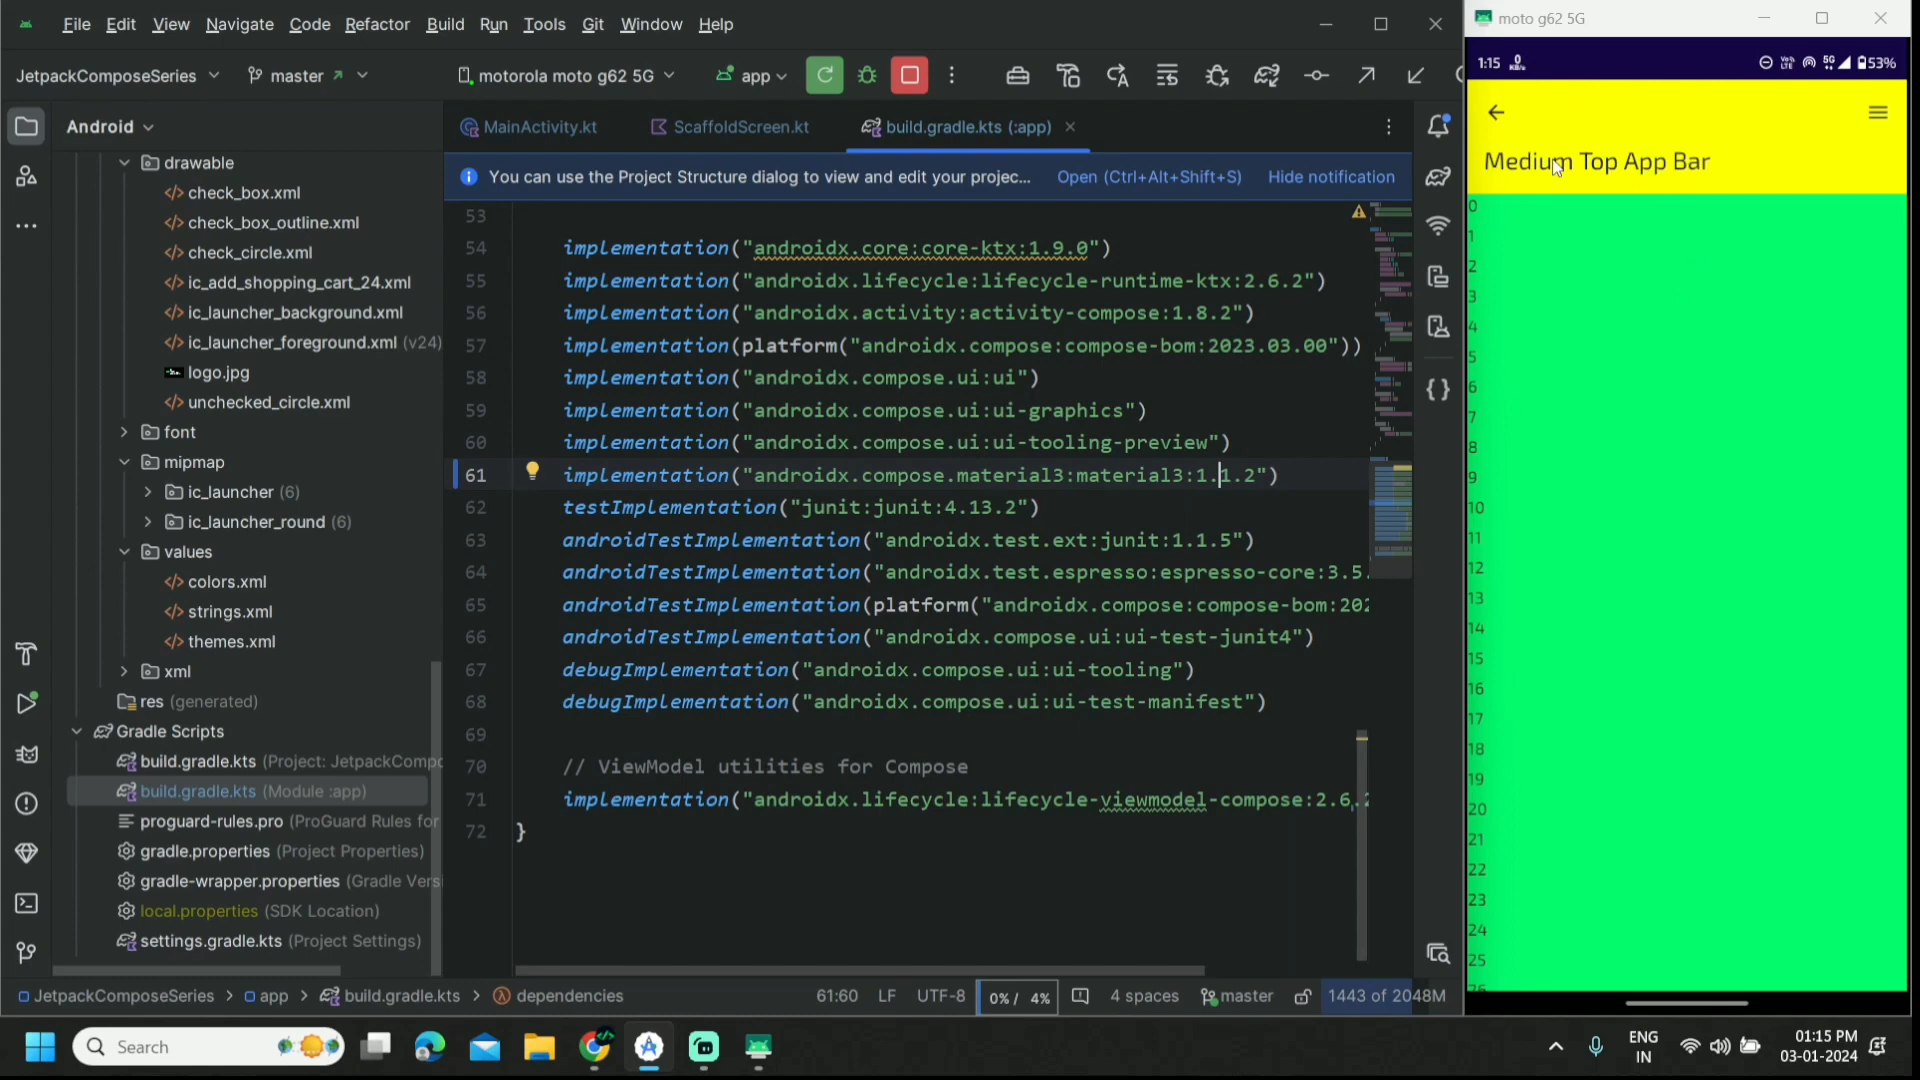 File Edit View Navigate Code Refactor Build Run Tools Git Window Help
JetpackComposeSeries master motorola moto g62 5G app
Android
drawable
check_box.xml
check_box_outline.xml
check_circle.xml
ic_add_shopping_cart_24.xml
ic_launcher_background.xml
ic_launcher_foreground.xml (v24)
logo.jpg
unchecked_circle.xml
font
mipmap
ic_launcher (6)
ic_launcher_round (6)
values
colors.xml
strings.xml
themes.xml
xml
res (generated)
Gradle Scripts
build.gradle.kts (Project: JetpackCompo
build.gradle.kts (Module :app)
proguard-rules.pro (ProGuard Rules for
gradle.properties (Project Properties)
gradle-wrapper.properties (Gradle Versi
local.properties (SDK Location)
settings.gradle.kts (Project Settings)
MainActivity.kt ScaffoldScreen.kt build.gradle.kts (:app)
You can use the Project Structure dialog to view and edit your projec... Open (Ctrl+Alt+Shift+S) Hide notification
53
54 implementation("androidx.core:core-ktx:1.9.0")
55 implementation("androidx.lifecycle:lifecycle-runtime-ktx:2.6.2")
56 implementation("androidx.activity:activity-compose:1.8.2")
57 implementation(platform("androidx.compose:compose-bom:2023.03.00"))
58 implementation("androidx.compose.ui:ui")
59 implementation("androidx.compose.ui:ui-graphics")
60 implementation("androidx.compose.ui:ui-tooling-preview")
61 implementation("androidx.compose.material3:material3:1.1.2")
62 testImplementation("junit:junit:4.13.2")
63 androidTestImplementation("androidx.test.ext:junit:1.1.5")
64 androidTestImplementation("androidx.test.espresso:espresso-core:3.5.
65 androidTestImplementation(platform("androidx.compose:compose-bom:202
66 androidTestImplementation("androidx.compose.ui:ui-test-junit4")
67 debugImplementation("androidx.compose.ui:ui-tooling")
68 debugImplementation("androidx.compose.ui:ui-test-manifest")
69
70 // ViewModel utilities for Compose
71 implementation("androidx.lifecycle:lifecycle-viewmodel-compose:2.6.2
72 }
JetpackComposeSeries > app > build.gradle.kts > dependencies 61:60 LF UTF-8 0% / 4% 4 spaces master 1443 of 2048M
moto g62 5G
1:15 0 KB/s VoLTE 5G 53%
Medium Top App Bar
0
1
2
3
4
5
6
7
8
9
10
11
12
13
14
15
16
17
18
19
20
21
22
23
24
25
26
Search
ENG
IN
01:15 PM
03-01-2024